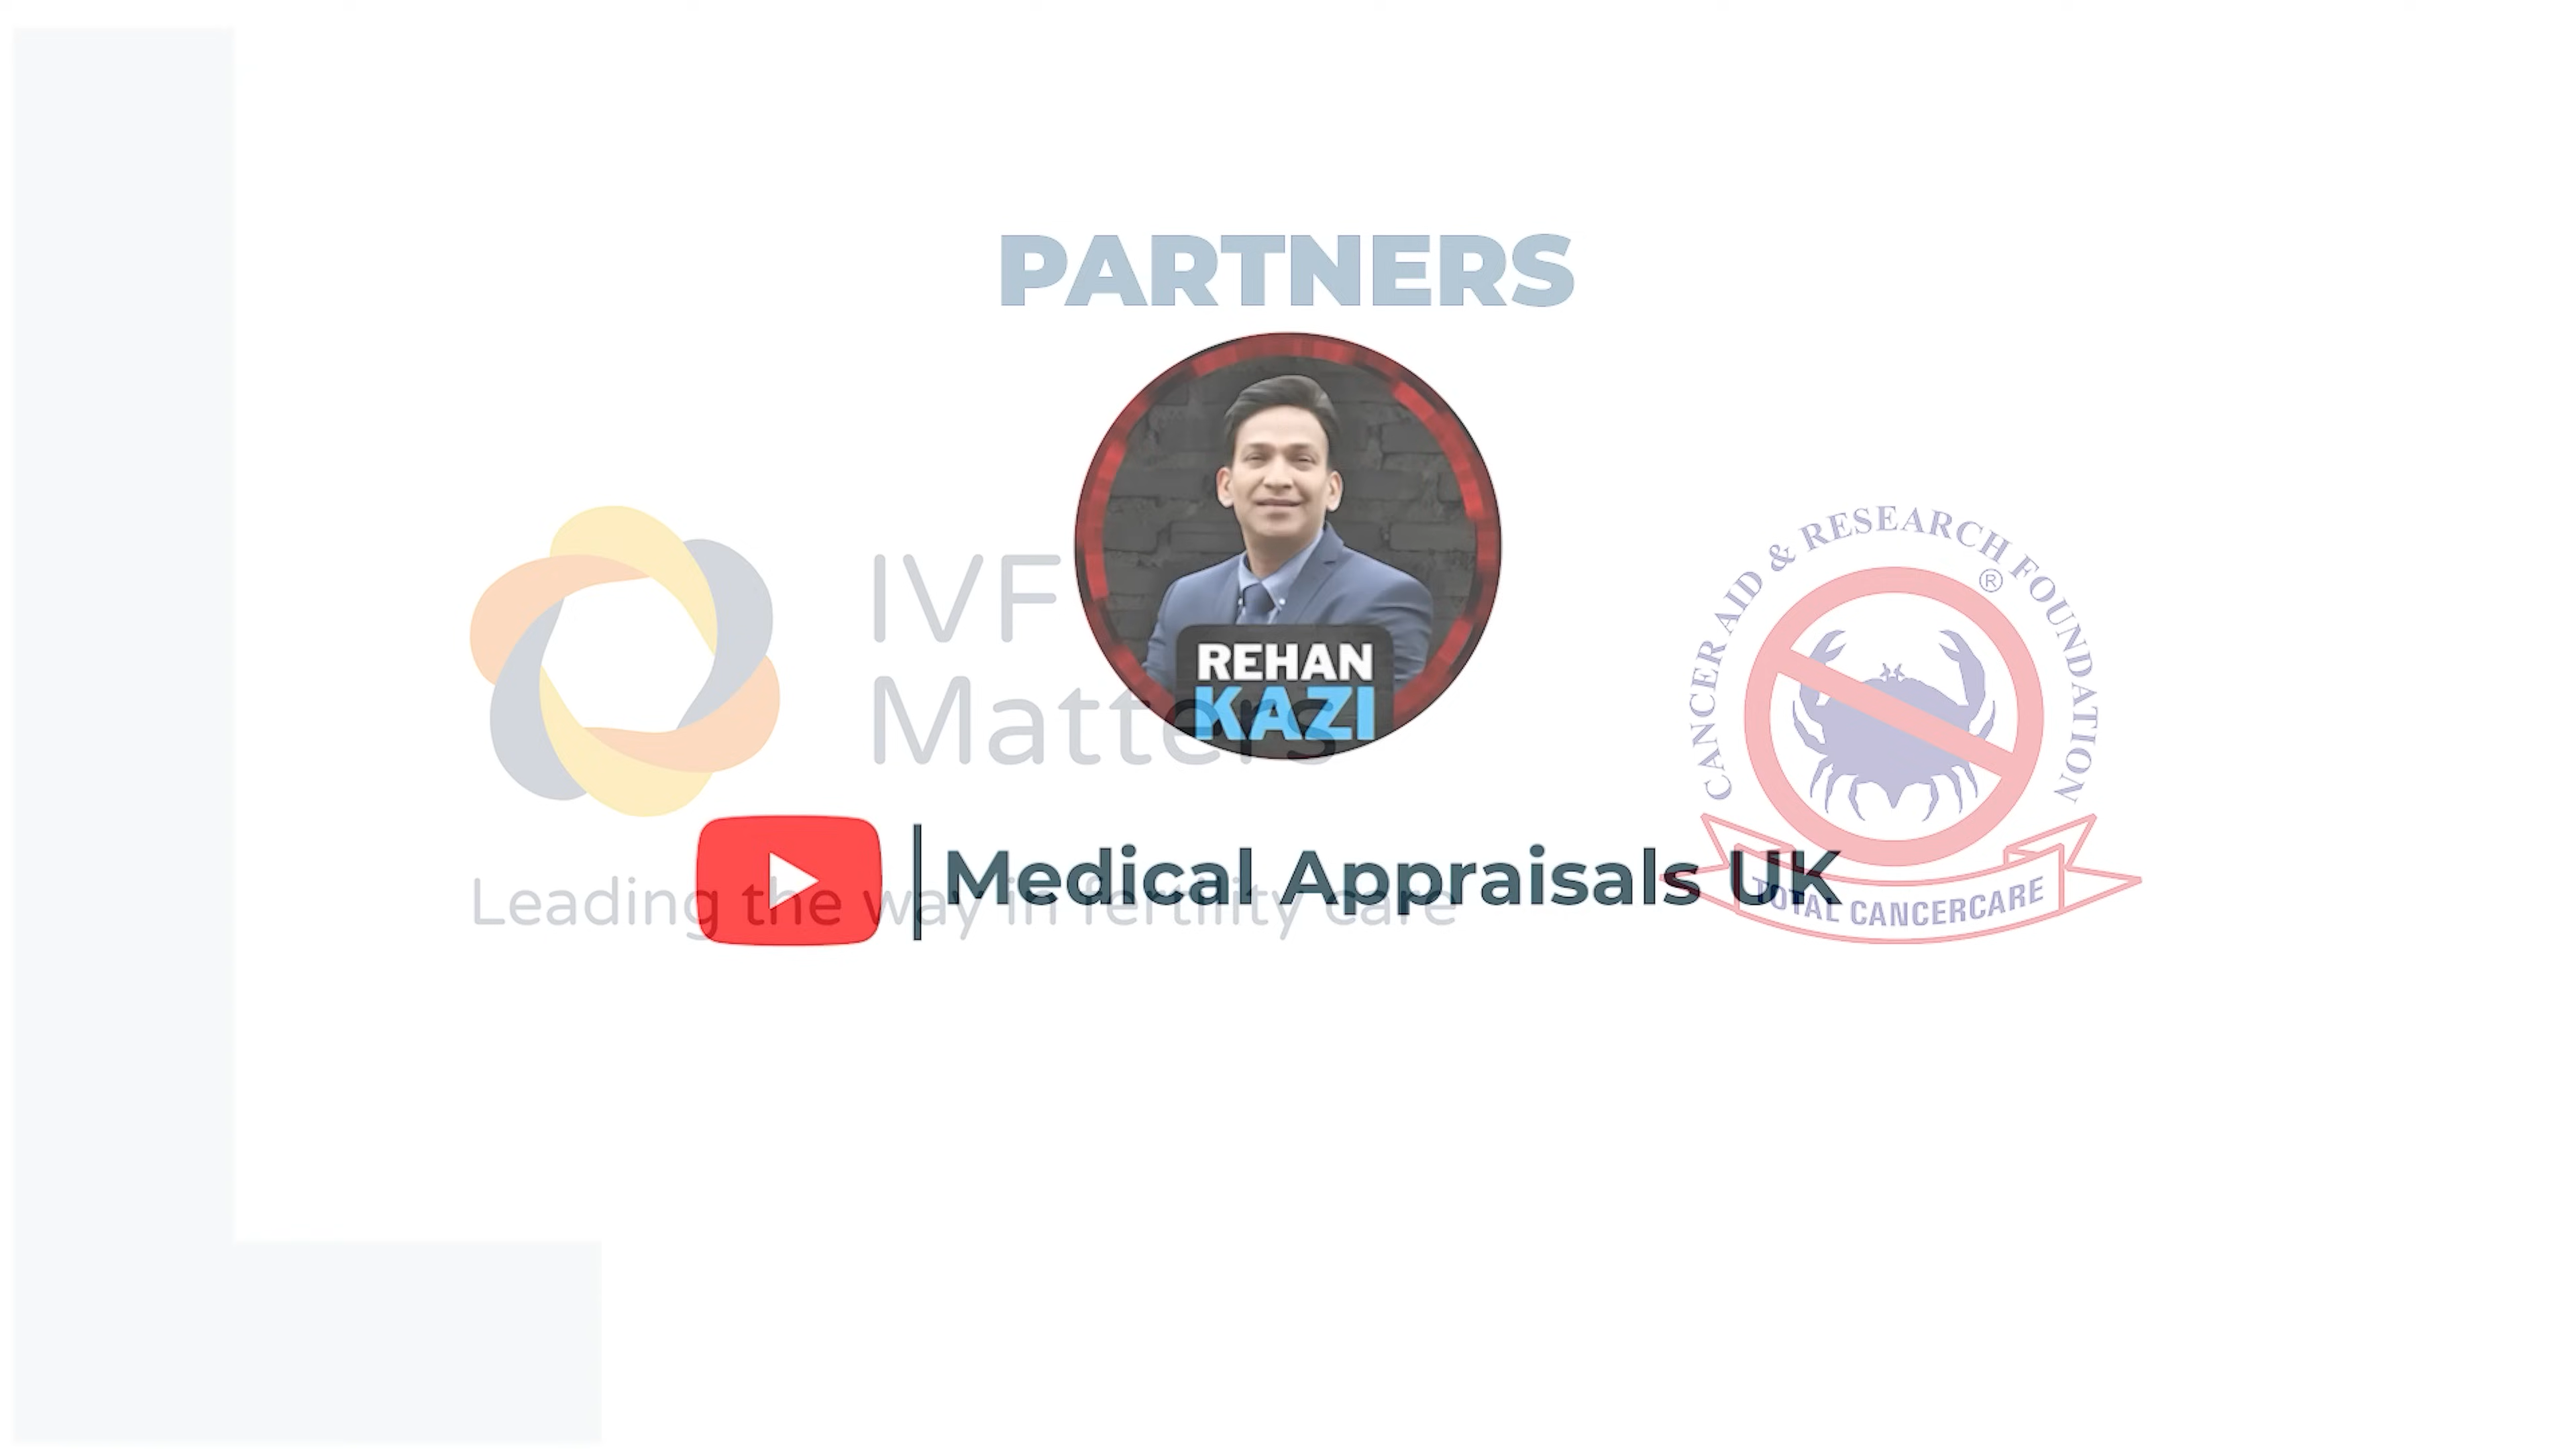 PARTNERS
IVF
Matters
Leading the way in fertility care
REHAN
KAZI
Medical Appraisals UK
CANCER AID & RESEARCH FOUNDATION
®
TOTAL CANCERCARE